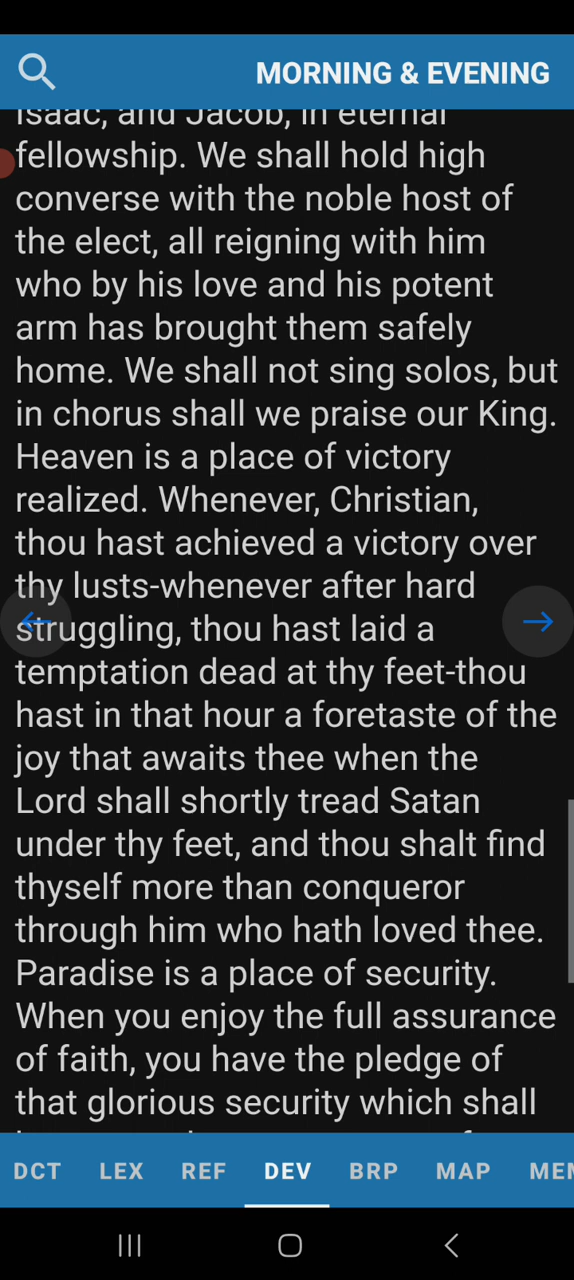 MORNING & EVENING
Isaac, and Jacob, in eternal
fellowship. We shall hold high
converse with the noble host of
the elect, all reigning with him
who by his love and his potent
arm has brought them safely
home. We shall not sing solos, but
in chorus shall we praise our King.
Heaven is a place of victory
realized. Whenever, Christian,
thou hast achieved a victory over
thy lusts-whenever after hard
struggling, thou hast laid a
temptation dead at thy feet-thou
hast in that hour a foretaste of the
joy that awaits thee when the
Lord shall shortly tread Satan
under thy feet, and thou shalt find
thyself more than conqueror
through him who hath loved thee.
Paradise is a place of security.
When you enjoy the full assurance
of faith, you have the pledge of
that glorious security which shall
DCT LEX REF DEV BRP MAP